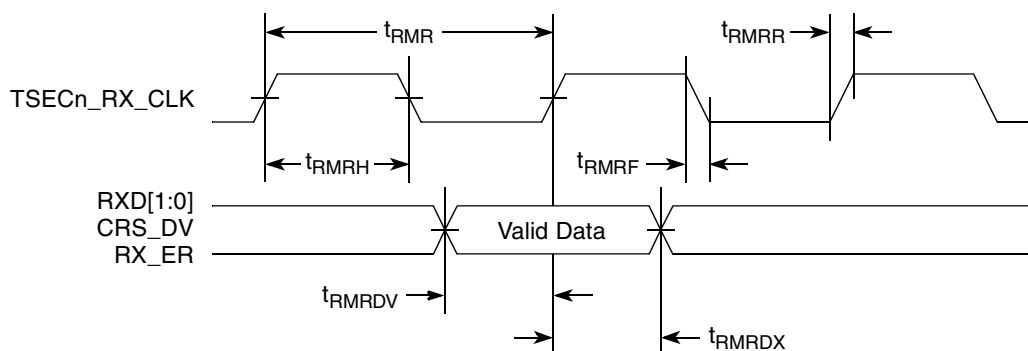 tRMR
tRMRR
TSECn_RX_CLK
tRMRH
tRMRF
RXD[1:0]
CRS_DV
RX_ER
Valid Data
tRMRDV
tRMRDX